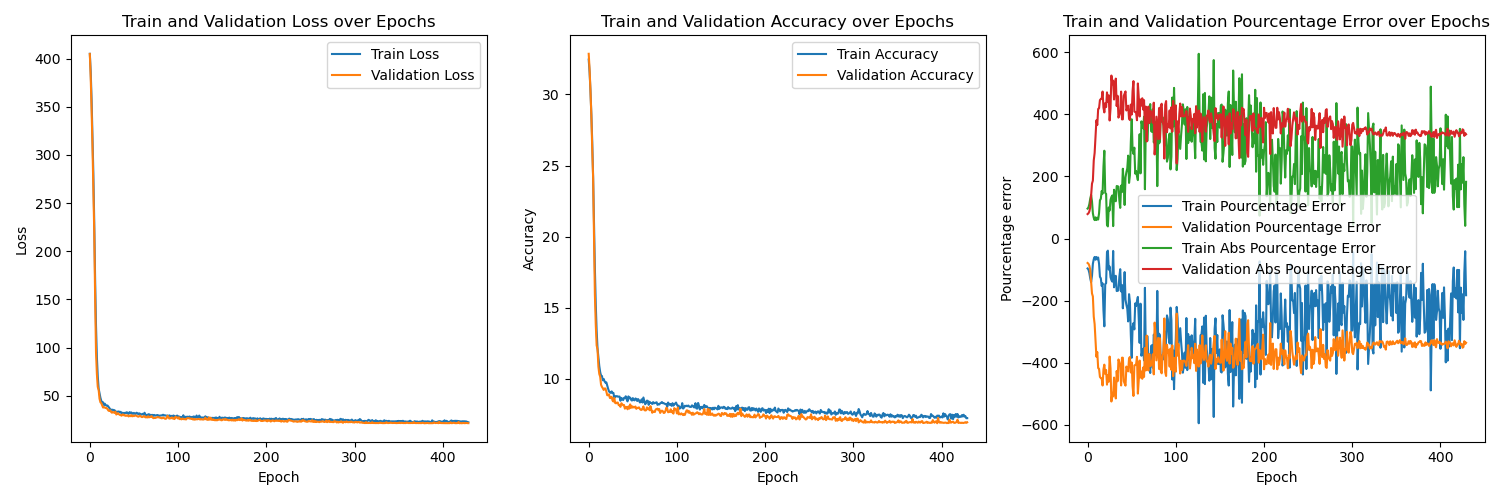 Train and Validation Loss over Epochs
Train Loss
Validation Loss
400
350
300
250
200
150
100
50
Loss
0
100
200
300
400
Epoch
Train and Validation Accuracy over Epochs
Train Accuracy
Validation Accuracy
30
25
20
15
10
Accuracy
0
100
200
300
400
Epoch
Train and Validation Pourcentage Error over Epochs
600
400
200
0
−200
−400
−600
Pourcentage error
Train Pourcentage Error
Validation Pourcentage Error
Train Abs Pourcentage Error
Validation Abs Pourcentage Error
0
100
200
300
400
Epoch